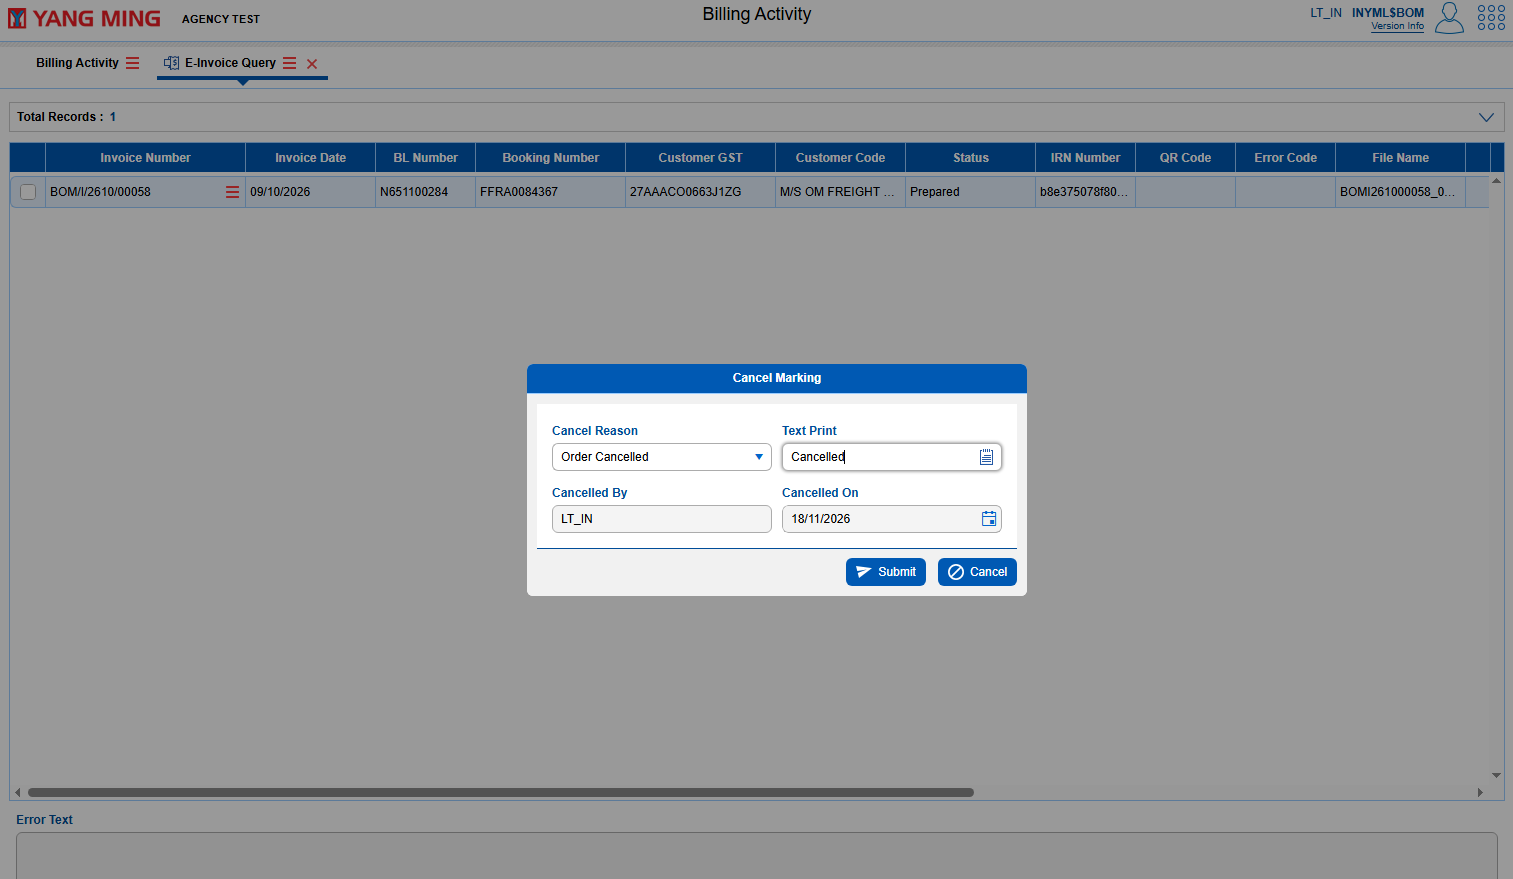 YANG MING AGENCY TEST Billing Activity LT_IN INYML$BOM
Version Info
Billing Activity E-Invoice Query
Total Records : 1
Invoice Number Invoice Date BL Number Booking Number Customer GST Customer Code Status IRN Number QR Code Error Code File Name
BOM/I/2610/00058 09/10/2026 N651100284 FFRA0084367 27AAACO0663J1ZG M/S OM FREIGHT ... Prepared b8e375078f80... BOMI261000058_0...
Cancel Marking
Cancel Reason Text Print
Order Cancelled Cancelled
Cancelled By Cancelled On
LT_IN 18/11/2026
Submit Cancel
Error Text